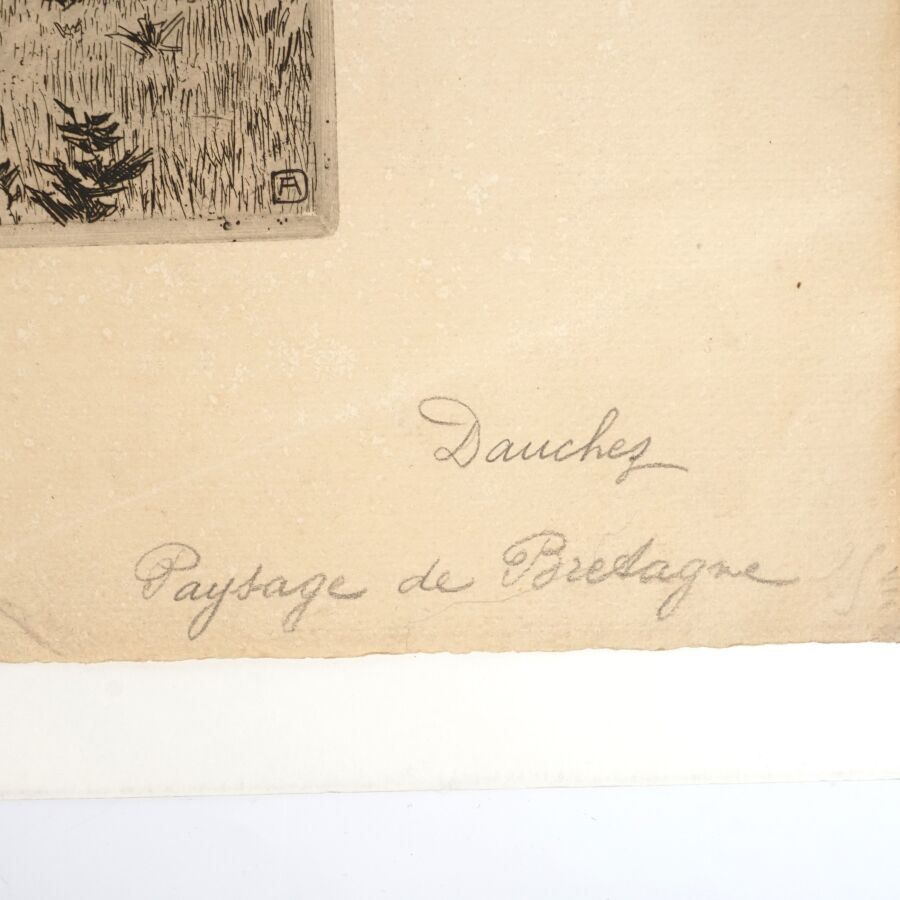 Dauchez
Paysage de Bretagne